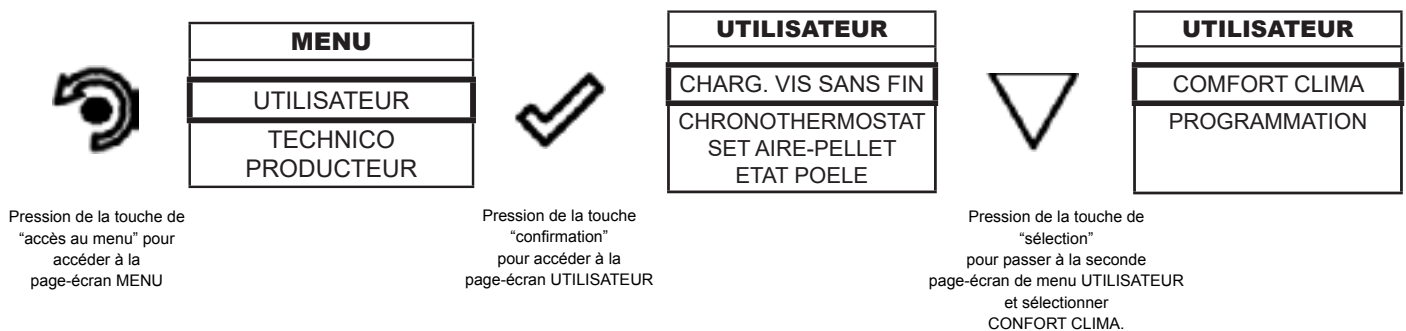 MENU
UTILISATEUR
TECHNICO
PRODUCTEUR
UTILISATEUR
CHARG. VIS SANS FIN
CHRONOTHERMOSTAT
SET AIRE-PELLET
ETAT POELE
UTILISATEUR
COMFORT CLIMA
PROGRAMMATION
Pression de la touche de
“accès au menu” pour
accéder à la
page-écran MENU
Pression de la touche
“confirmation”
pour accéder à la
page-écran UTILISATEUR
Pression de la touche de
“sélection”
pour passer à la seconde
page-écran de menu UTILISATEUR
et sélectionner
CONFORT CLIMA.